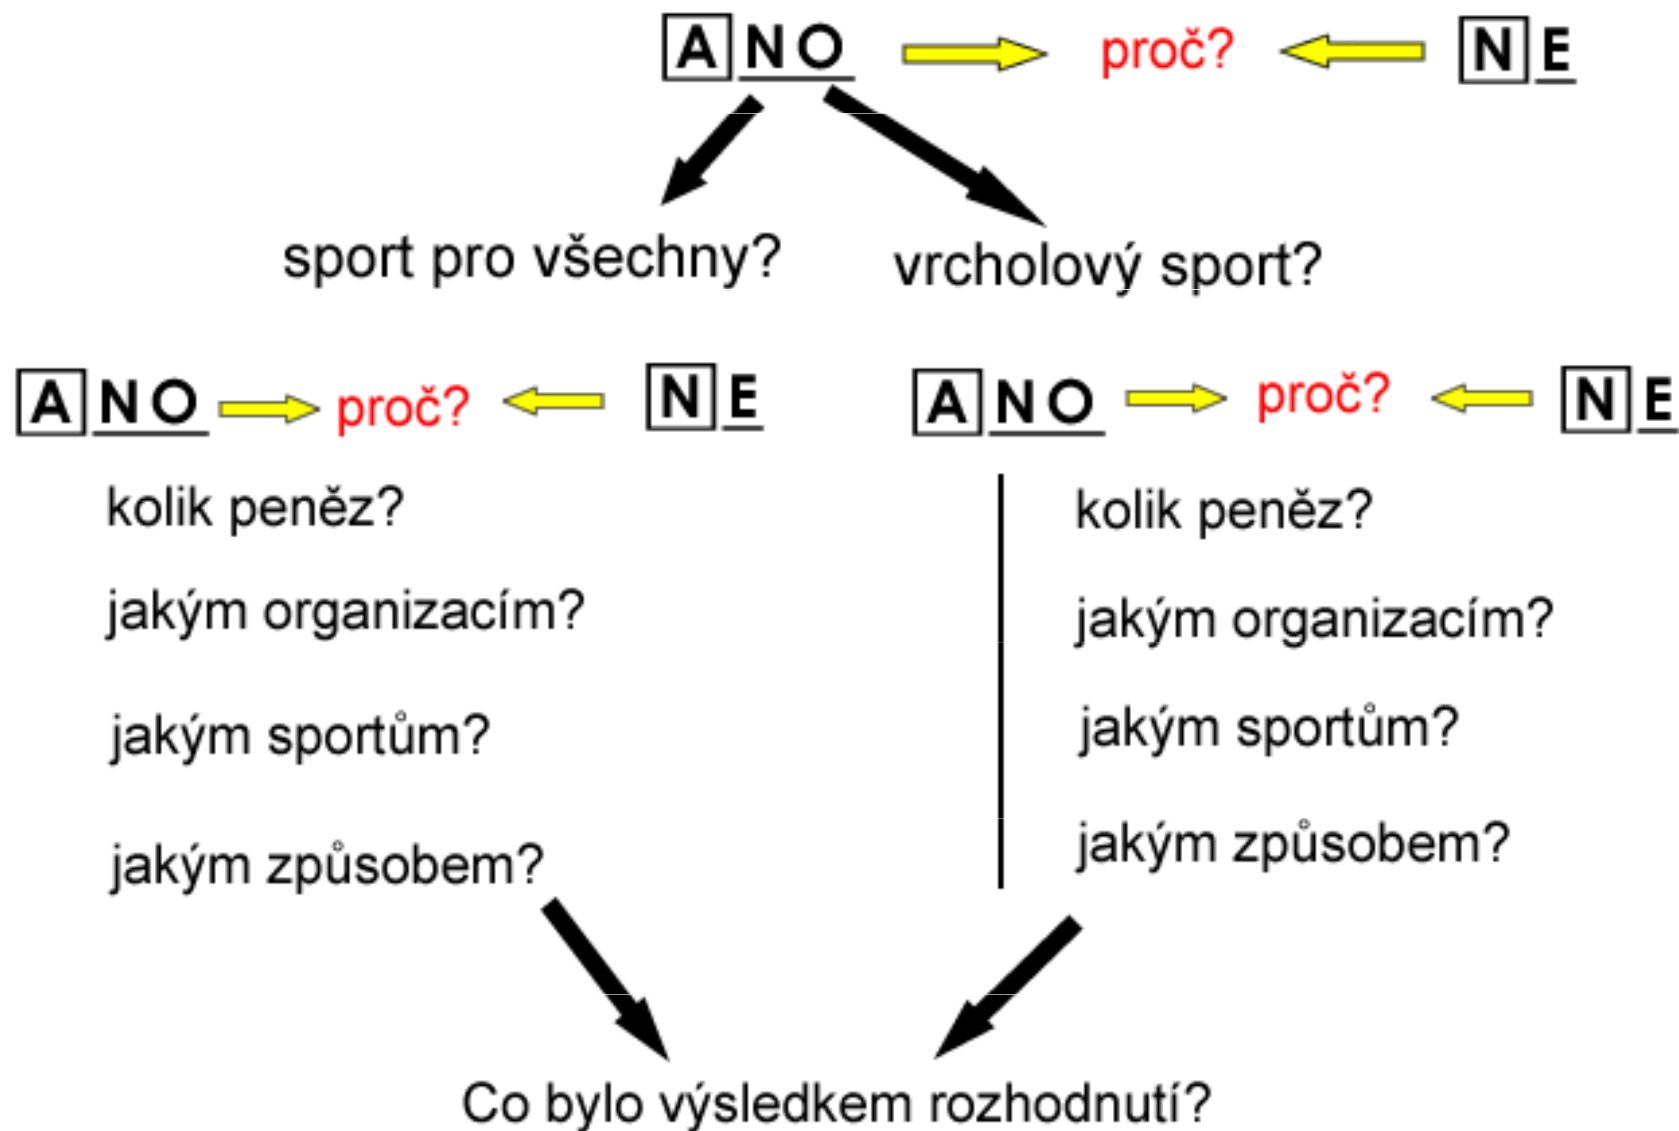 ANO proč? NE
sport pro všechny? vrcholový sport?
ANO proč? NE ANO proč? NE
kolik peněz? kolik peněz?
jakým organizacím? jakým organizacím?
jakým sportům? jakým sportům?
jakým způsobem? jakým způsobem?
Co bylo výsledkem rozhodnutí?